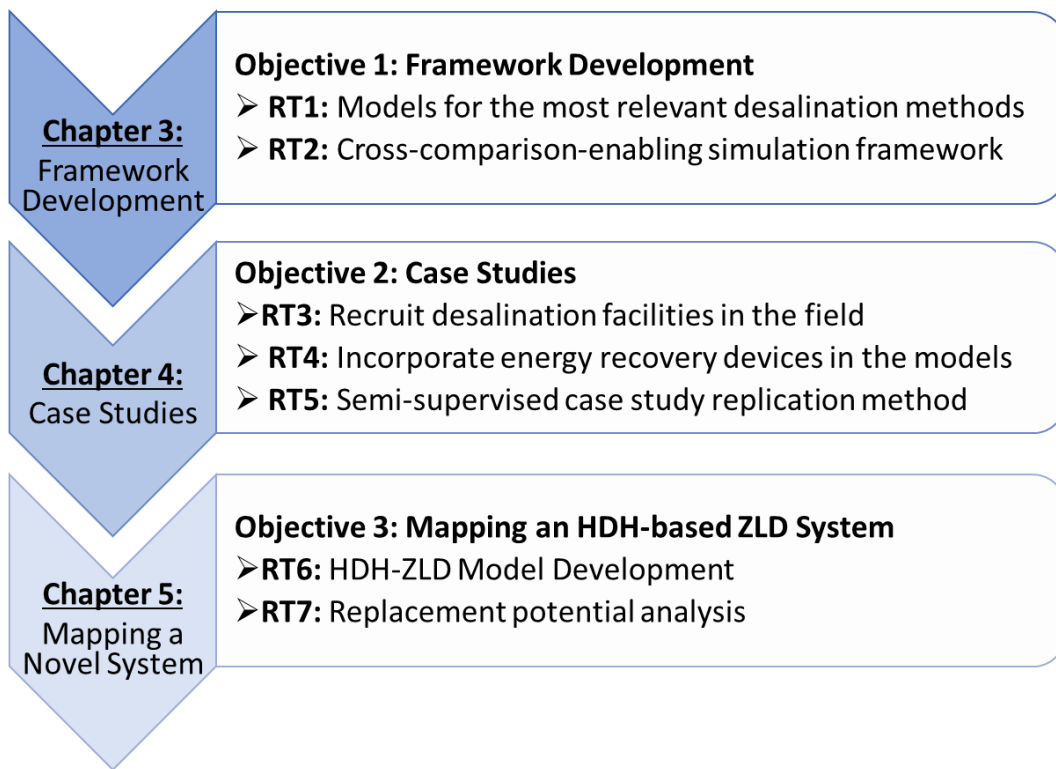 Chapter 3:
Framework
Development
Objective 1: Framework Development
➢ RT1: Models for the most relevant desalination methods
➢ RT2: Cross-comparison-enabling simulation framework
Chapter 4:
Case Studies
Objective 2: Case Studies
➢RT3: Recruit desalination facilities in the field
➢ RT4: Incorporate energy recovery devices in the models
➢ RT5: Semi-supervised case study replication method
Chapter 5:
Mapping a
Novel System
Objective 3: Mapping an HDH-based ZLD System
➢RT6: HDH-ZLD Model Development
➢RT7: Replacement potential analysis